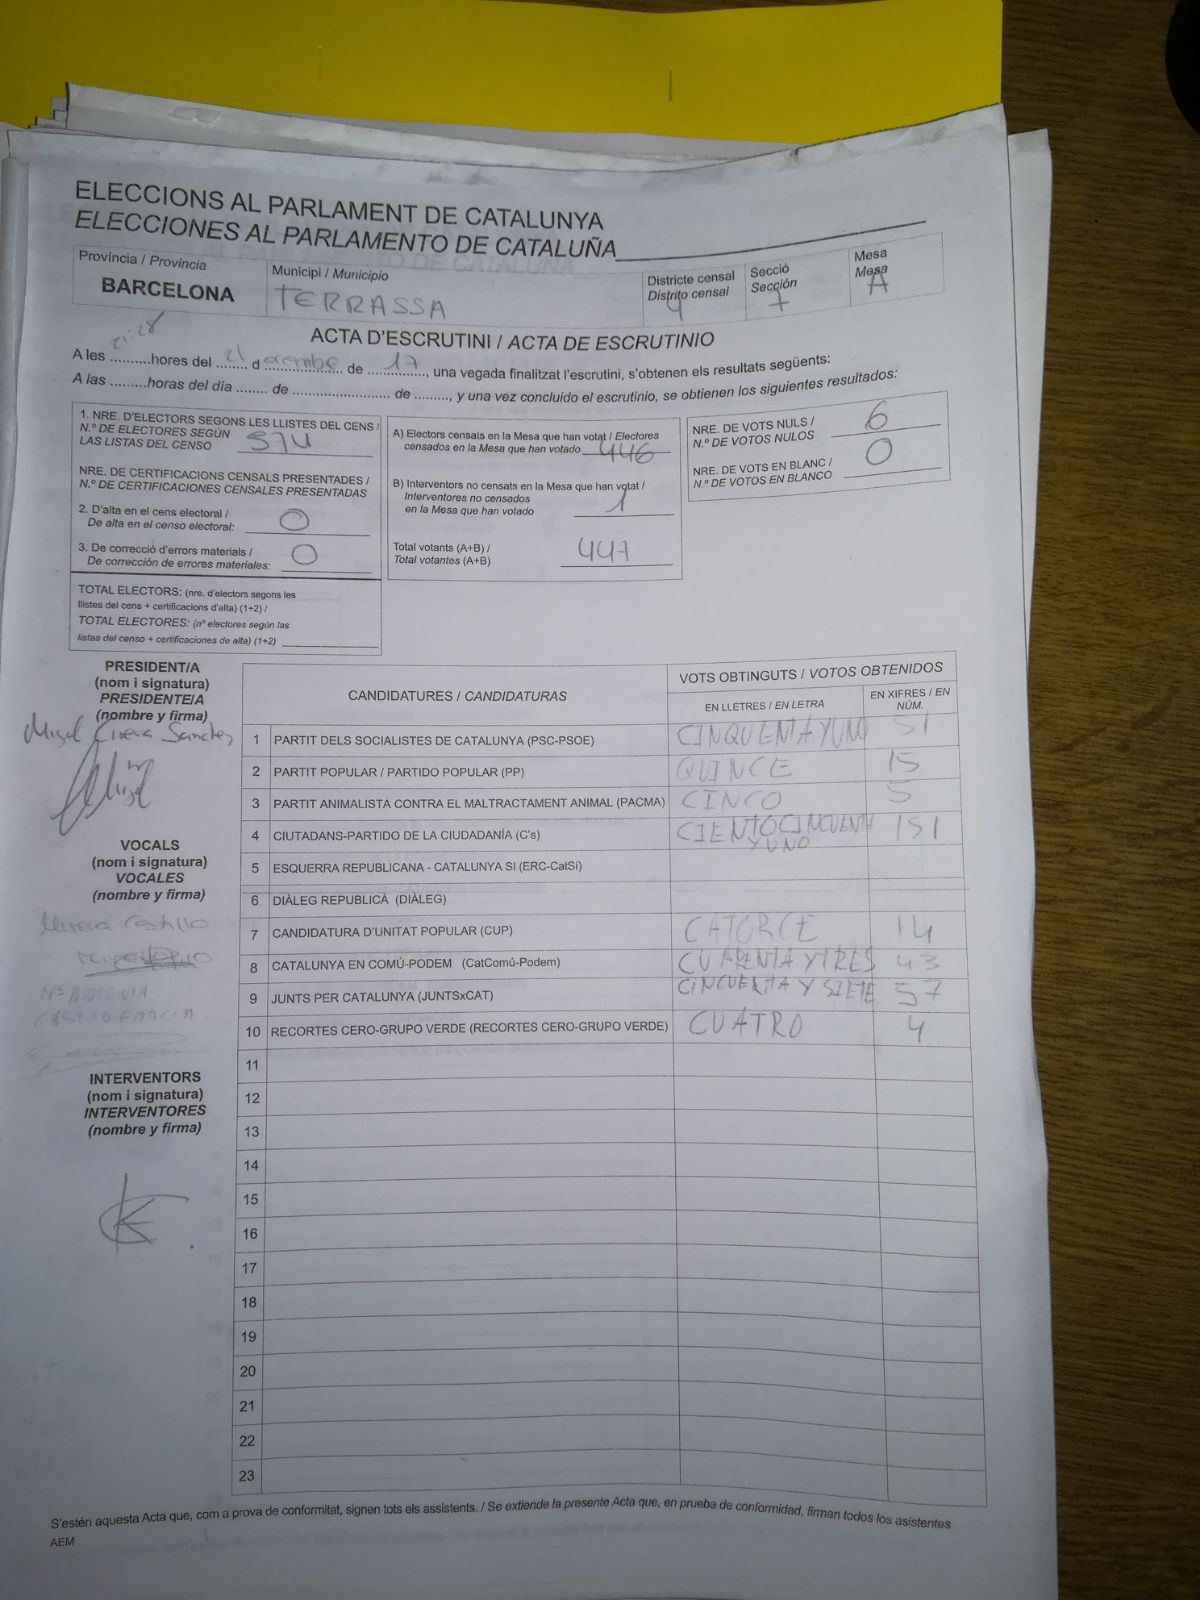 ELECCIONS AL PARLAMENT DE CATALUNYA
ELECCIONES AL PARLAMENTO DE CATALUÑA
Província / Provincia
BARCELONA
Municipi / Municipio
TERRASSA
Districte censal
Distrito censal
4
Secció
Sección
7
Mesa
Mesa
A
ACTA D'ESCRUTINI / ACTA DE ESCRUTINIO
21:28
A les ..........hores del 21 d ...................... de 17, una vegada finalitzat l'escrutini, s'obtenen els resultats següents:
A las .........horas del día ...... de .......................... de ........., y una vez concluido el escrutinio, se obtienen los siguientes resultados:
1. NRE. D'ELECTORS SEGONS LES LLISTES DEL CENS /
N.º DE ELECTORES SEGÚN
LAS LISTAS DEL CENSO 574
NRE. DE CERTIFICACIONS CENSALS PRESENTADES /
N.º DE CERTIFICACIONES CENSALES PRESENTADAS
2. D'alta en el cens electoral /
De alta en el censo electoral: 0
3. De correcció d'errors materials /
De corrección de errores materiales: 0
TOTAL ELECTORS: (nre. d'electors segons les
llistes del cens + certificacions d'alta) (1+2) /
TOTAL ELECTORES: (nº electores según las
listas del censo + certificaciones de alta) (1+2)
A) Electors censats en la Mesa que han votat / Electores
censados en la Mesa que han votado 446
B) Interventors no censats en la Mesa que han votat /
Interventores no censados
en la Mesa que han votado 1
Total votants (A+B) /
Total votantes (A+B) 447
NRE. DE VOTS NULS /
N.º DE VOTOS NULOS 6
NRE. DE VOTS EN BLANC /
N.º DE VOTOS EN BLANCO 0
PRESIDENT/A
(nom i signatura)
PRESIDENTE/A
(nombre y firma)
VOCALS
(nom i signatura)
VOCALES
(nombre y firma)
Castillo
Mª ANTONIA
INTERVENTORS
(nom i signatura)
INTERVENTORES
(nombre y firma)
CANDIDATURES / CANDIDATURAS
VOTS OBTINGUTS / VOTOS OBTENIDOS
EN LLETRES / EN LETRA
EN XIFRES / EN NÚM.
1 PARTIT DELS SOCIALISTES DE CATALUNYA (PSC-PSOE) CINQUENTA Y UNO 51
2 PARTIT POPULAR / PARTIDO POPULAR (PP) QUINCE 15
3 PARTIT ANIMALISTA CONTRA EL MALTRACTAMENT ANIMAL (PACMA) CINCO 5
4 CIUTADANS-PARTIDO DE LA CIUDADANÍA (C's) CIENTO CINCUENTA Y UNO 151
5 ESQUERRA REPUBLICANA - CATALUNYA SI (ERC-CatSí)
6 DIÀLEG REPUBLICÀ (DIÀLEG)
7 CANDIDATURA D'UNITAT POPULAR (CUP) CATORCE 14
8 CATALUNYA EN COMÚ-PODEM (CatComú-Podem) CUARENTA Y TRES 43
9 JUNTS PER CATALUNYA (JUNTSxCAT) CINCUENTA Y SIETE 57
10 RECORTES CERO-GRUPO VERDE (RECORTES CERO-GRUPO VERDE) CUATRO 4
11
12
13
14
15
16
17
18
19
20
21
22
23
S'estén aquesta Acta que, com a prova de conformitat, signen tots els assistents. / Se extiende la presente Acta que, en prueba de conformidad, firman todos los asistentes.
AEM